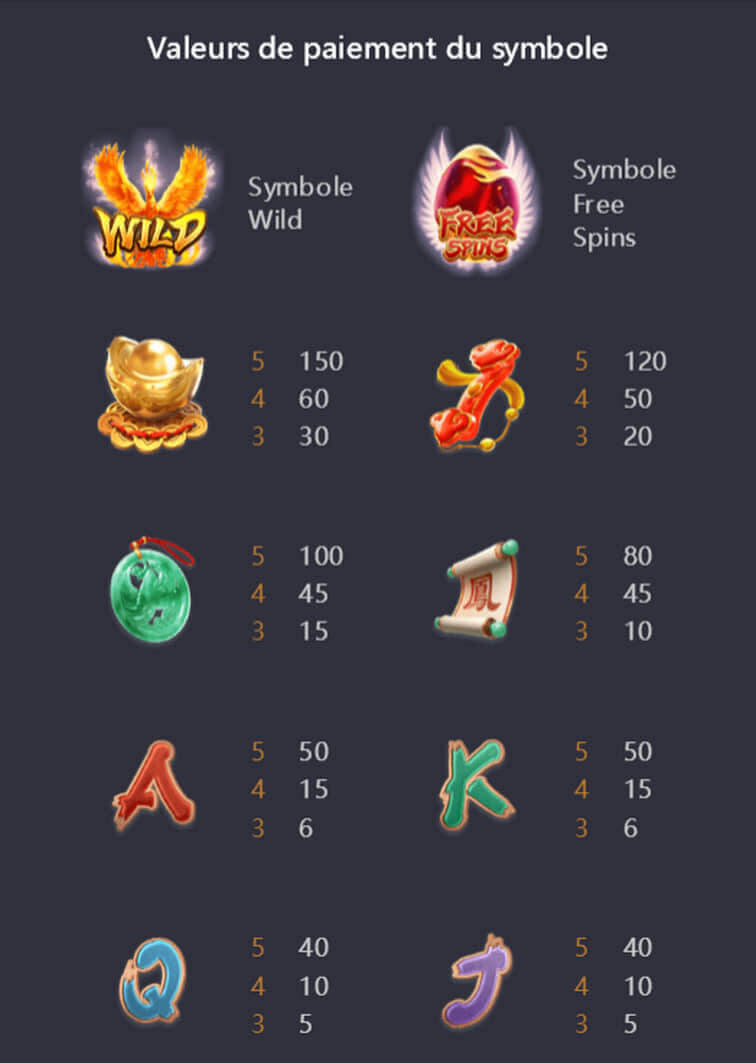 Valeurs de paiement du symbole
WILD
Symbole
Wild
FREE
SPINS
Symbole
Free
Spins
5 150
4 60
3 30
5 120
4 50
3 20
5 100
4 45
3 15
鳳
5 80
4 45
3 10
A
5 50
4 15
3 6
K
5 50
4 15
3 6
Q
5 40
4 10
3 5
J
5 40
4 10
3 5